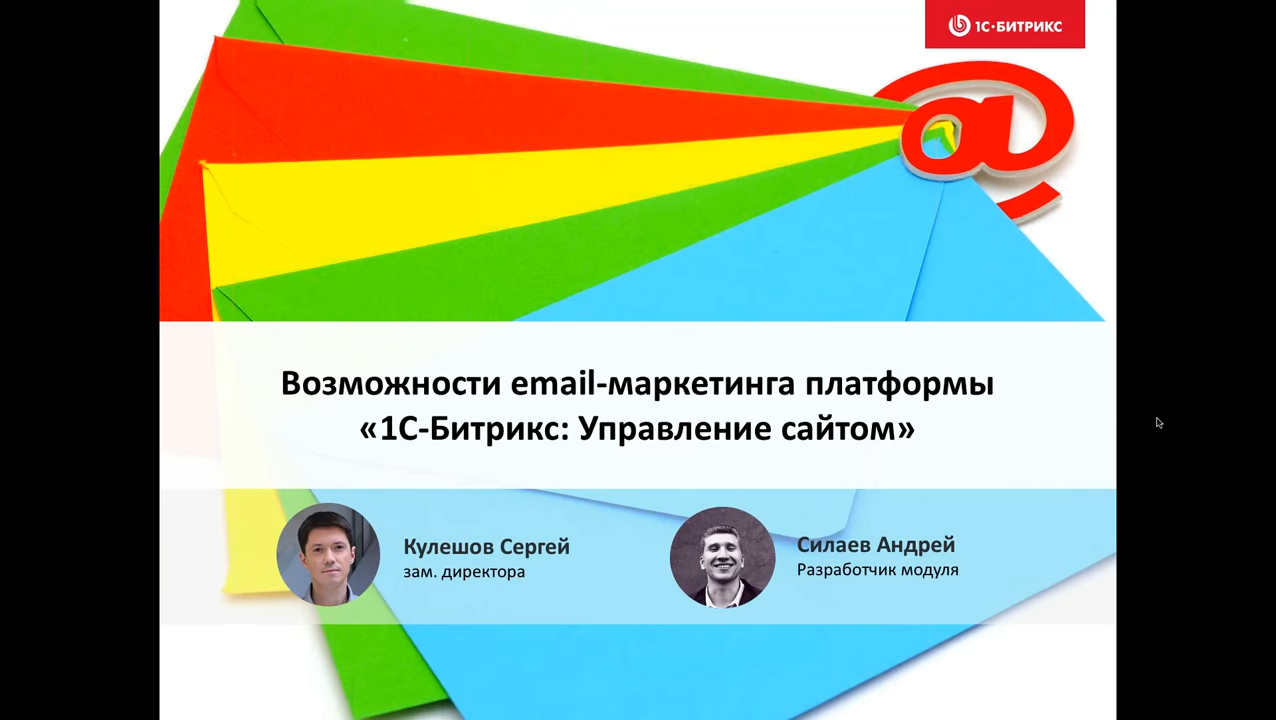 1С·БИТРИКС
@
Возможности email-маркетинга платформы
«1С-Битрикс: Управление сайтом»
Кулешов Сергей
зам. директора
Силаев Андрей
Разработчик модуля